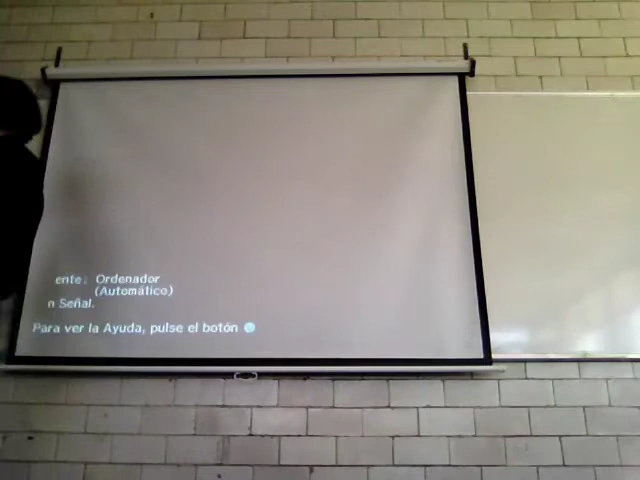 ente: Ordenador
(Automático)
n Señal.
Para ver la Ayuda, pulse el botón